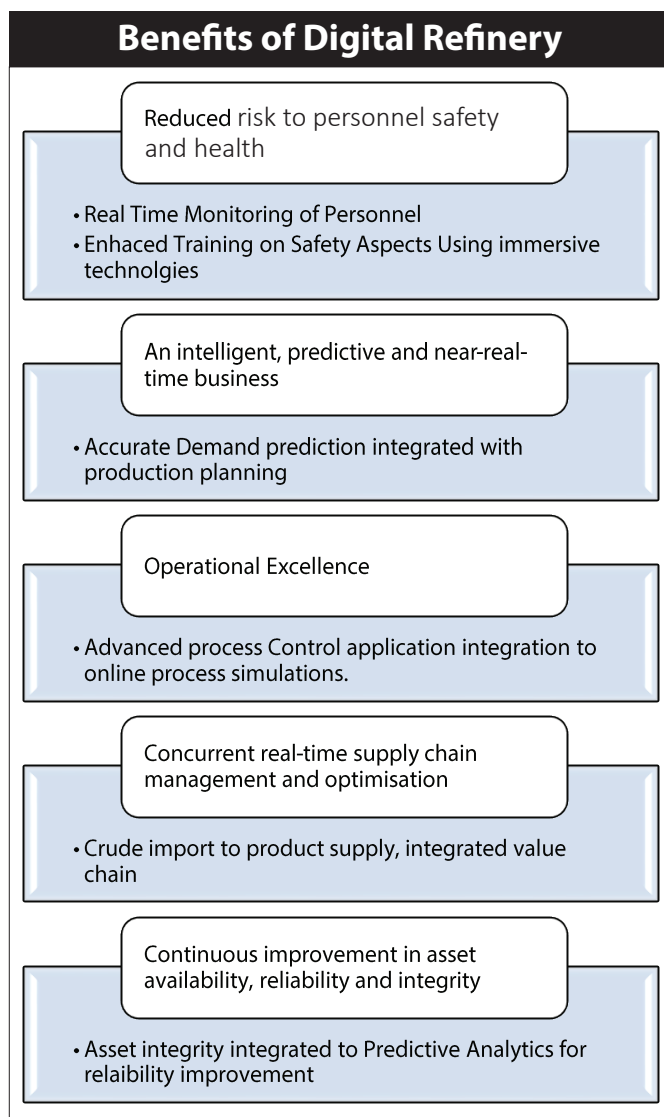 Benefits of Digital Refinery
Reduced risk to personnel safety
and health
• Real Time Monitoring of Personnel
• Enhaced Training on Safety Aspects Using immersive
technolgies
An intelligent, predictive and near-real-
time business
• Accurate Demand prediction integrated with
production planning
Operational Excellence
• Advanced process Control application integration to
online process simulations.
Concurrent real-time supply chain
management and optimisation
• Crude import to product supply, integrated value
chain
Continuous improvement in asset
availability, reliability and integrity
• Asset integrity integrated to Predictive Analytics for
relaibility improvement